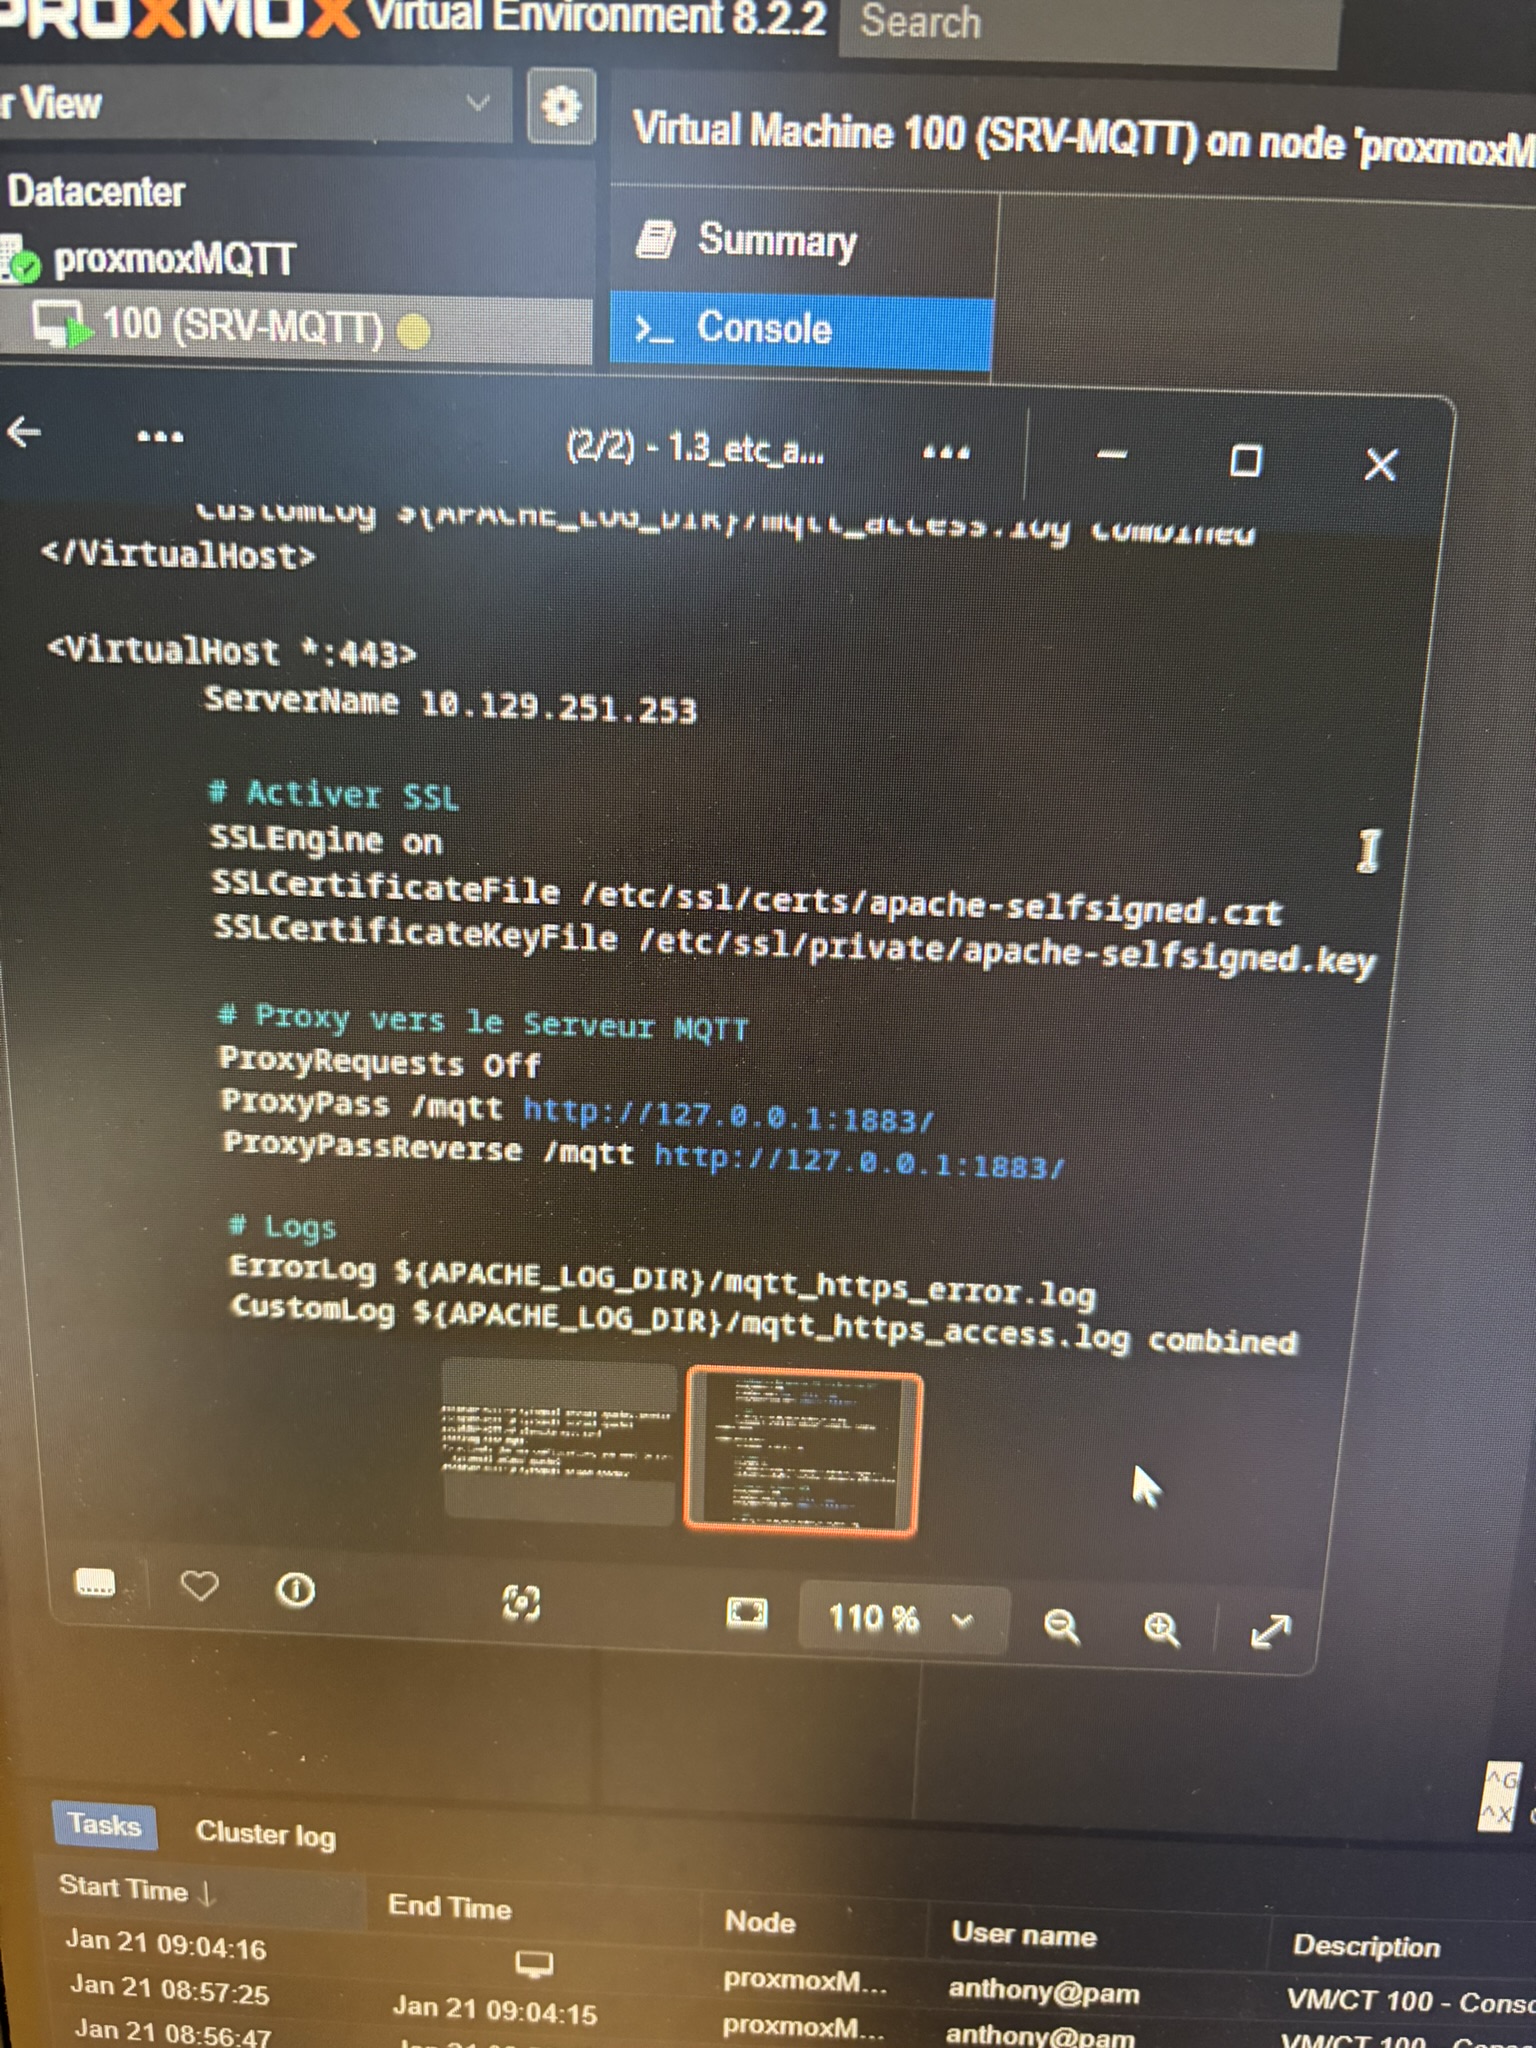 PROXMOX Virtual Environment 8.2.2 Search
r View
Virtual Machine 100 (SRV-MQTT) on node 'proxmoxM
Datacenter
proxmoxMQTT
100 (SRV-MQTT)
Summary
>_ Console
(2/2) - 1.3_etc_a...
CustomLog ${APACHE_LOG_DIR}/mqtt_access.log combined
</VirtualHost>
<VirtualHost *:443>
ServerName 10.129.251.253
# Activer SSL
SSLEngine on
SSLCertificateFile /etc/ssl/certs/apache-selfsigned.crt
SSLCertificateKeyFile /etc/ssl/private/apache-selfsigned.key
# Proxy vers le Serveur MQTT
ProxyRequests Off
ProxyPass /mqtt http://127.0.0.1:1883/
ProxyPassReverse /mqtt http://127.0.0.1:1883/
# Logs
ErrorLog ${APACHE_LOG_DIR}/mqtt_https_error.log
CustomLog ${APACHE_LOG_DIR}/mqtt_https_access.log combined
110 %
^G
^X
Tasks Cluster log
Start Time End Time Node User name Description
Jan 21 09:04:16 proxmoxM... anthony@pam VM/CT 100 - Conso
Jan 21 08:57:25 Jan 21 09:04:15 proxmoxM... anthony@pam VM/CT 100
Jan 21 08:56:47